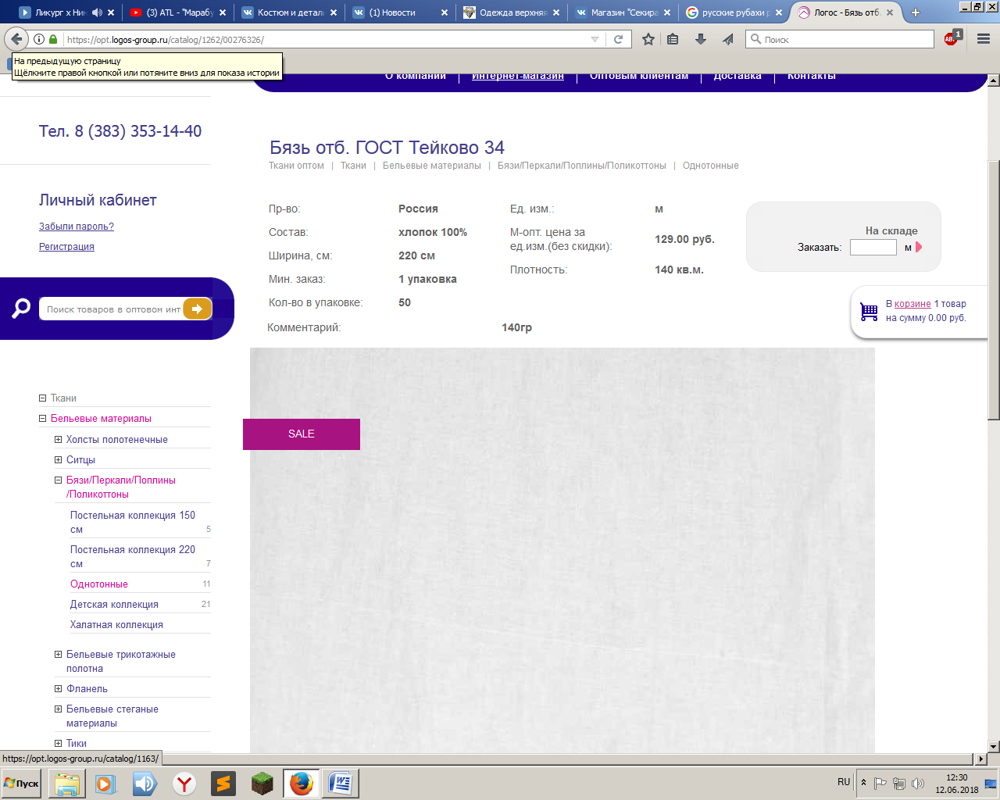 Ликург x Нин
(3) ATL - "Марабу
Костюм и детали
(1) Новости
Одежда верхняя
Магазин "Секира
русские рубахи р
Логос - Бязь отб.
https://opt.logos-group.ru/catalog/1262/00276326/
Поиск
ABP
1
На предыдущую страницу
Щёлкните правой кнопкой или потяните вниз для показа истории
О компании | Интернет-магазин | Оптовым клиентам | Доставка | Контакты
Тел. 8 (383) 353-14-40
Личный кабинет
Забыли пароль?
Регистрация
Поиск товаров в оптовом инт
Бязь отб. ГОСТ Тейково 34
Ткани оптом | Ткани | Бельевые материалы | Бязи/Перкали/Поплины/Поликоттоны | Однотонные
Пр-во: Россия
Состав: хлопок 100%
Ширина, см: 220 см
Мин. заказ: 1 упаковка
Кол-во в упаковке: 50
Комментарий: 140гр
Ед. изм.: м
М-опт. цена за
ед.изм.(без скидки): 129.00 руб.
Плотность: 140 кв.м.
На складе
Заказать: м
В корзине 1 товар
на сумму 0.00 руб.
SALE
Ткани
Бельевые материалы
Холсты полотенечные
Ситцы
Бязи/Перкали/Поплины
/Поликоттоны
Постельная коллекция 150
см 5
Постельная коллекция 220
см 7
Однотонные 11
Детская коллекция 21
Халатная коллекция
Бельевые трикотажные
полотна
Фланель
Бельевые стеганые
материалы
Тики
https://opt.logos-group.ru/catalog/1163/
Пуск
RU
12:30
12.06.2018